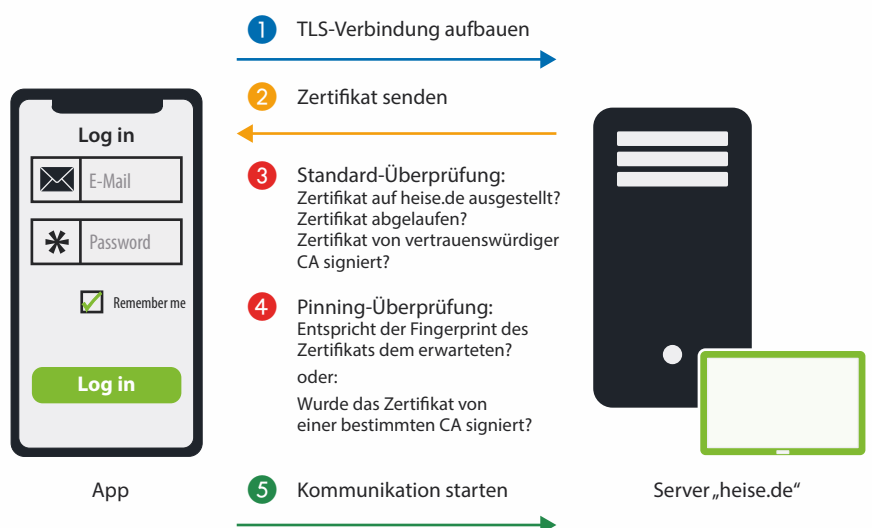 1 TLS-Verbindung aufbauen
2 Zertifikat senden
Log in
E-Mail
Password
Remember me
Log in
App
3 Standard-Überprüfung:
Zertifikat auf heise.de ausgestellt?
Zertifikat abgelaufen?
Zertifikat von vertrauenswürdiger
CA signiert?
4 Pinning-Überprüfung:
Entspricht der Fingerprint des
Zertifikats dem erwarteten?
oder:
Wurde das Zertifikat von
einer bestimmten CA signiert?
5 Kommunikation starten
Server „heise.de“